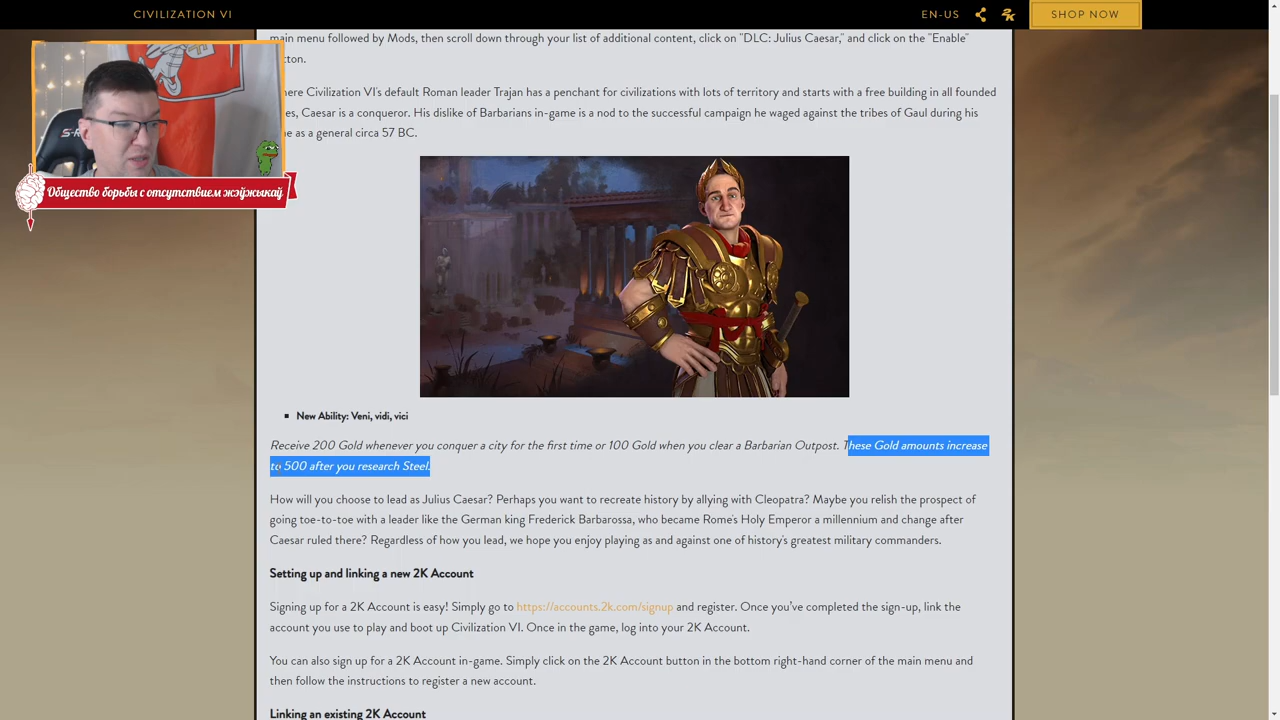 CIVILIZATION VI
EN-US
SHOP NOW
main menu followed by Mods, then scroll down through your list of additional content, click on "DLC: Julius Caesar," and click on the "Enable"
Civilization VI's default Roman leader Trajan has a penchant for civilizations with lots of territory and starts with a free building in all founded
Caesar is a conqueror. His dislike of Barbarians in-game is a nod to the successful campaign he waged against the tribes of Gaul during his
as a general circa 57 BC.
Общество борьбы с отсутствием жэўжыкаў
New Ability: Veni, vidi, vici
Receive 200 Gold whenever you conquer a city for the first time or 100 Gold when you clear a Barbarian Outpost. These Gold amounts increase
to 500 after you research Steel.
How will you choose to lead as Julius Caesar? Perhaps you want to recreate history by allying with Cleopatra? Maybe you relish the prospect of
going toe-to-toe with a leader like the German king Frederick Barbarossa, who became Rome's Holy Emperor a millennium and change after
Caesar ruled there? Regardless of how you lead, we hope you enjoy playing as and against one of history's greatest military commanders.
Setting up and linking a new 2K Account
Signing up for a 2K Account is easy! Simply go to https://accounts.2k.com/signup and register. Once you've completed the sign-up, link the
account you use to play and boot up Civilization VI. Once in the game, log into your 2K Account.
You can also sign up for a 2K Account in-game. Simply click on the 2K Account button in the bottom right-hand corner of the main menu and
then follow the instructions to register a new account.
Linking an existing 2K Account